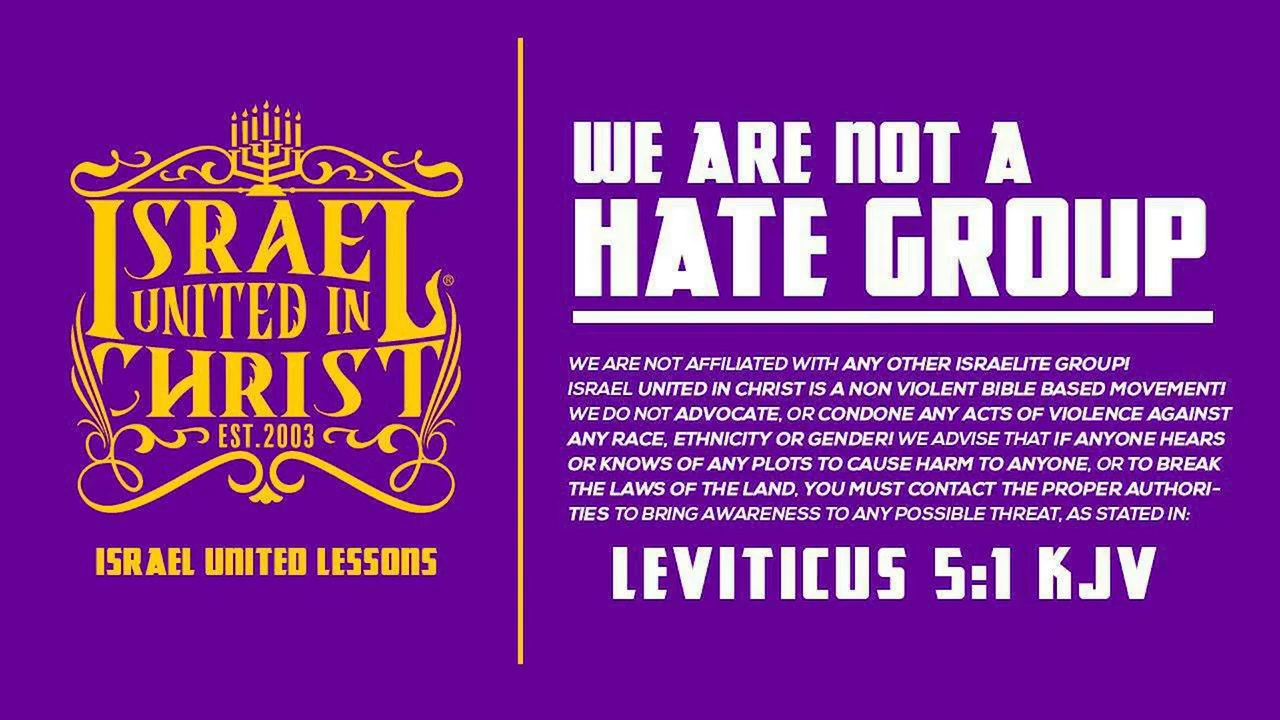 ISRAEL
UNITED IN
CHRIST
®
EST.2003
ISRAEL UNITED LESSONS
WE ARE NOT A
HATE GROUP
WE ARE NOT AFFILIATED WITH ANY OTHER ISRAELITE GROUP!
ISRAEL UNITED IN CHRIST IS A NON VIOLENT BIBLE BASED MOVEMENT!
WE DO NOT ADVOCATE, OR CONDONE ANY ACTS OF VIOLENCE AGAINST
ANY RACE, ETHNICITY OR GENDER! WE ADVISE THAT IF ANYONE HEARS
OR KNOWS OF ANY PLOTS TO CAUSE HARM TO ANYONE, OR TO BREAK
THE LAWS OF THE LAND, YOU MUST CONTACT THE PROPER AUTHORI-
TIES TO BRING AWARENESS TO ANY POSSIBLE THREAT, AS STATED IN:
LEVITICUS 5:1 KJV